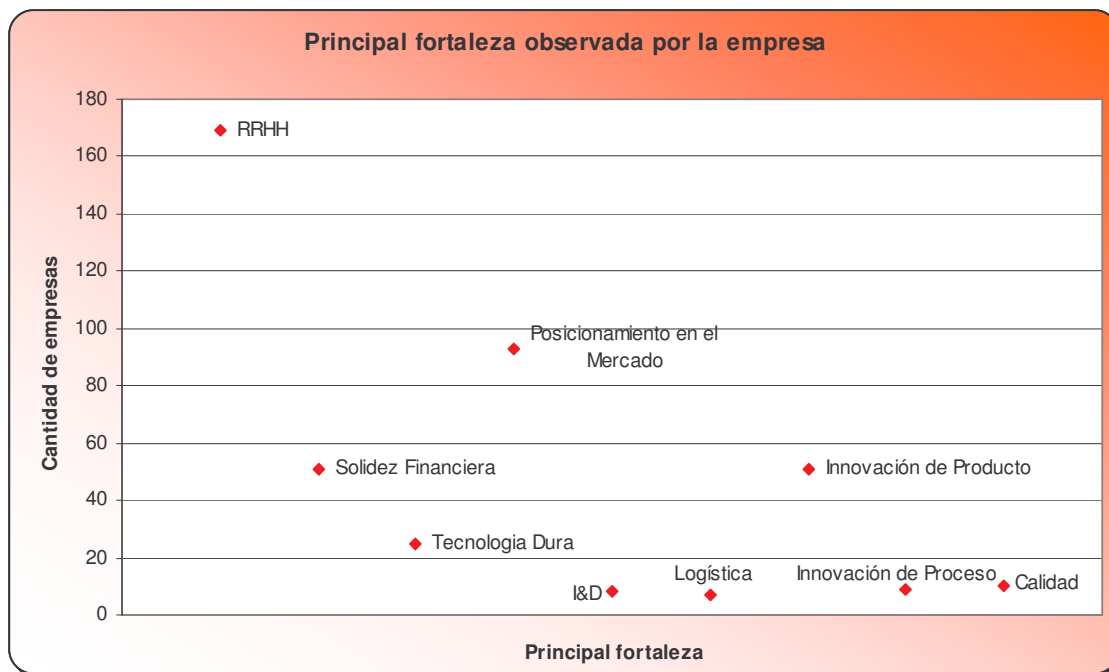 Principal fortaleza observada por la empresa
Cantidad de empresas
180
160
140
120
100
80
60
40
20
0
RRHH
Posicionamiento en el
Mercado
Solidez Financiera
Innovación de Producto
Tecnologia Dura
I&D
Logística
Innovación de Proceso
Calidad
Principal fortaleza